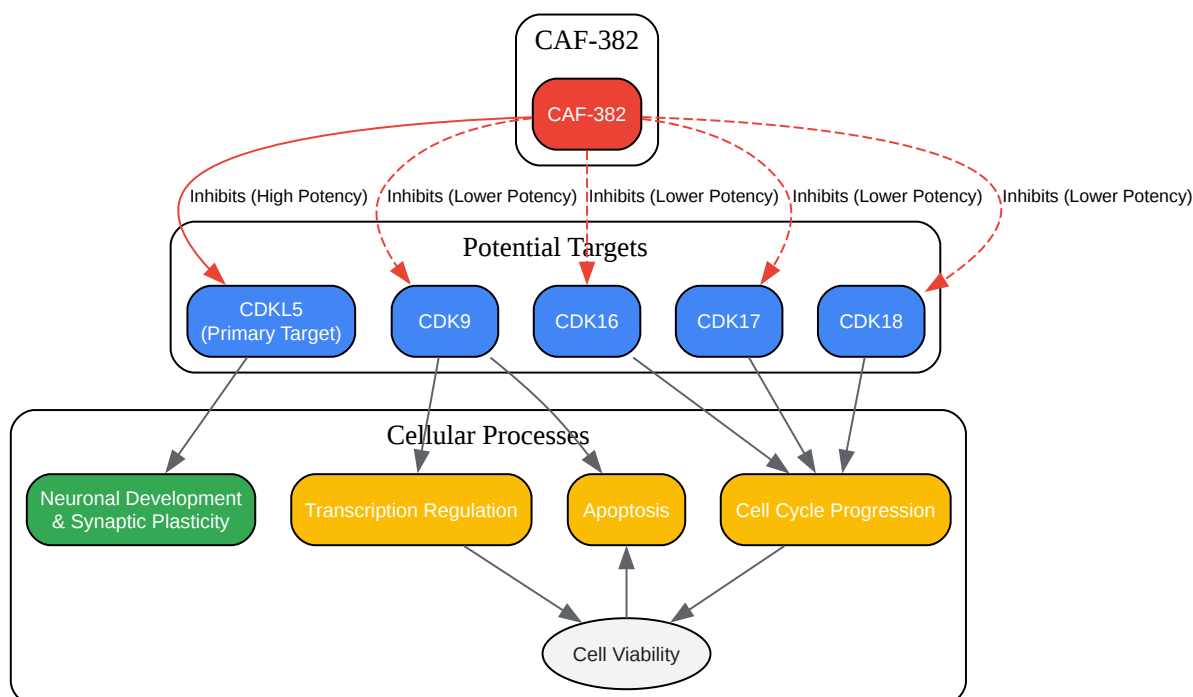 CAF-382
CAF-382
Inhibits (High Potency)
Inhibits (Lower Potency)
Inhibits (Lower Potency)
Inhibits (Lower Potency)
Inhibits (Lower Potency)
Potential Targets
CDKL5
(Primary Target)
CDK9
CDK16
CDK17
CDK18
Cellular Processes
Neuronal Development
& Synaptic Plasticity
Transcription Regulation
Apoptosis
Cell Cycle Progression
Cell Viability